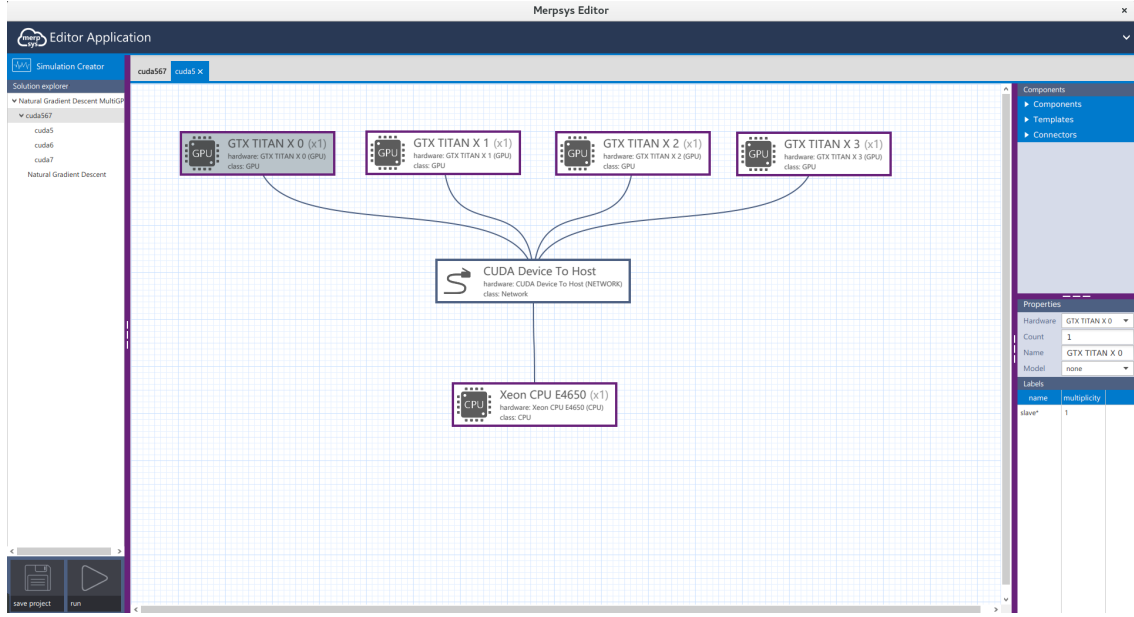 Merpsys Editor
×
merp
sys
Editor Application
Simulation Creator
Solution explorer
Natural Gradient Descent MultiGP
cuda567
cuda5
cuda6
cuda7
Natural Gradient Descent
save project
run
cuda567
cuda5 ×
GTX TITAN X 0 (x1)
hardware: GTX TITAN X 0 (GPU)
class: GPU
GPU
GTX TITAN X 1 (x1)
hardware: GTX TITAN X 1 (GPU)
class: GPU
GPU
GTX TITAN X 2 (x1)
hardware: GTX TITAN X 2 (GPU)
class: GPU
GPU
GTX TITAN X 3 (x1)
hardware: GTX TITAN X 3 (GPU)
class: GPU
GPU
CUDA Device To Host
hardware: CUDA Device To Host (NETWORK)
class: Network
Xeon CPU E4650 (x1)
hardware: Xeon CPU E4650 (CPU)
class: CPU
CPU
Components
Components
Templates
Connectors
Properties
Hardware GTX TITAN X 0
Count 1
Name GTX TITAN X 0
Model none
Labels
name multiplicity
slave* 1